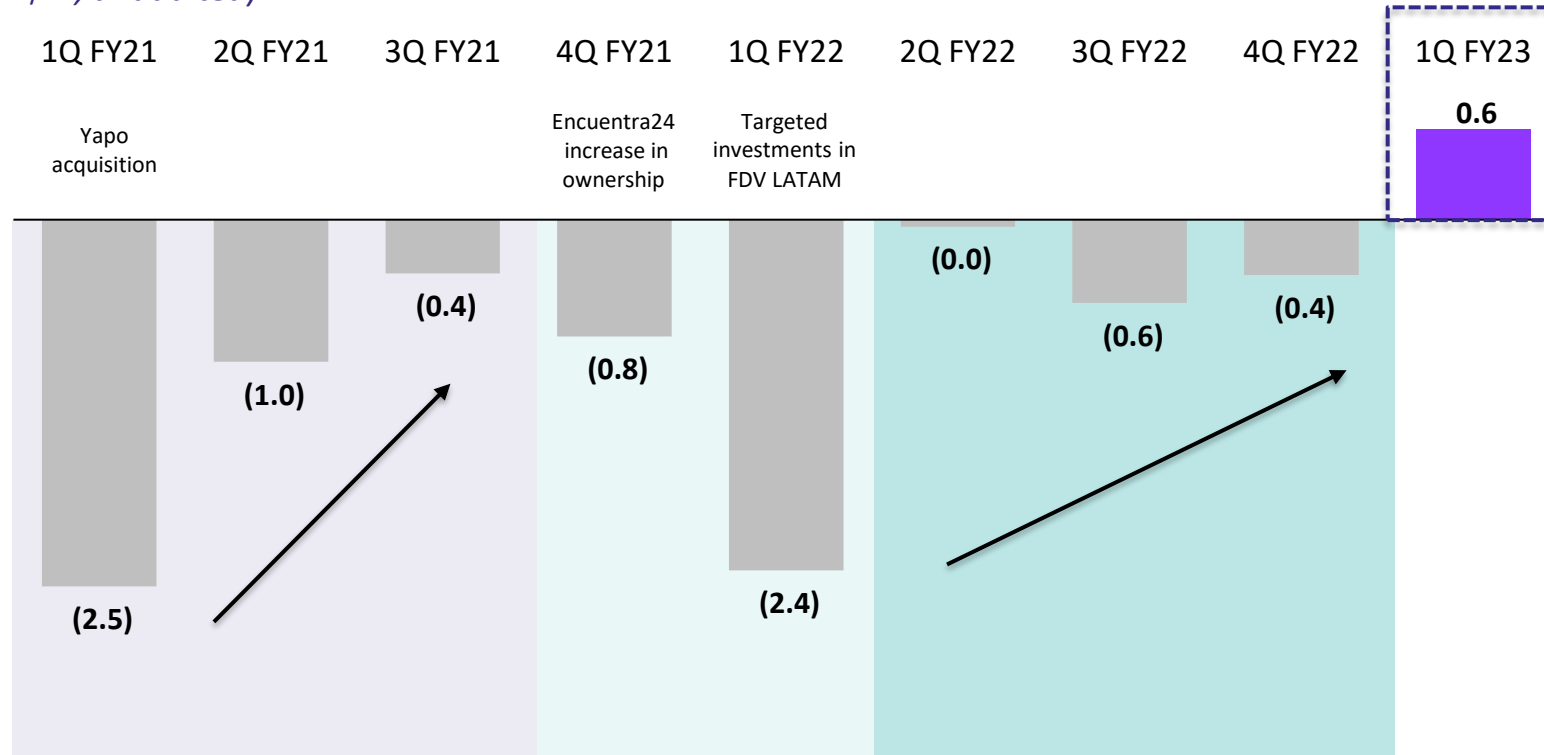 1Q FY21 2Q FY21 3Q FY21 4Q FY21 1Q FY22 2Q FY22 3Q FY22 4Q FY22 1Q FY23
Yapo
acquisition
Encuentra24
increase in
ownership
Targeted
investments in
FDV LATAM
0.6
(0.0)
(0.4)
(0.4)
(0.6)
(0.8)
(1.0)
(2.4)
(2.5)